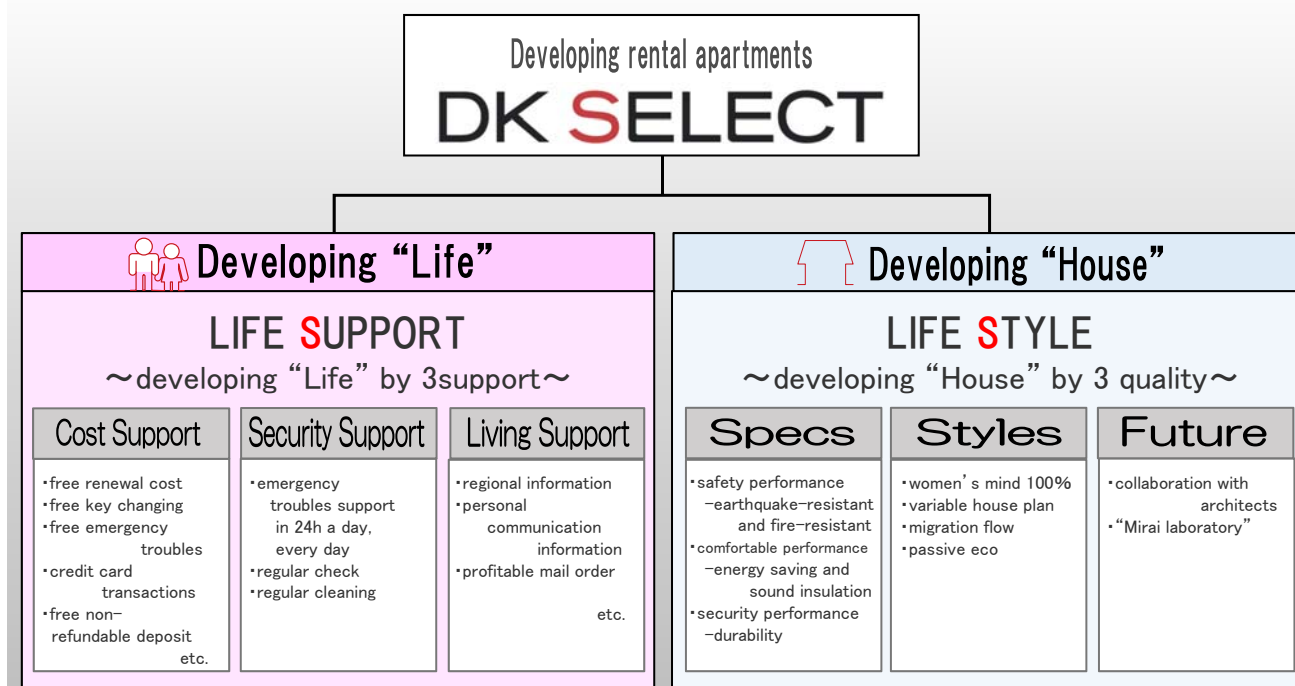 Developing rental apartments
DK SELECT
Developing “Life”
LIFE SUPPORT
～developing “Life” by 3support～
Cost Support
・free renewal cost
・free key changing
・free emergency
troubles
・credit card
transactions
・free non-
refundable deposit
etc.
Security Support
・emergency
troubles support
in 24h a day,
every day
・regular check
・regular cleaning
Living Support
・regional information
・personal
communication
information
・profitable mail order
etc.
Developing “House”
LIFE STYLE
～developing “House” by 3 quality～
Specs
・safety performance
-earthquake-resistant
and fire-resistant
・comfortable performance
-energy saving and
sound insulation
・security performance
-durability
Styles
・women's mind 100%
・variable house plan
・migration flow
・passive eco
Future
・collaboration with
architects
・“Mirai laboratory”